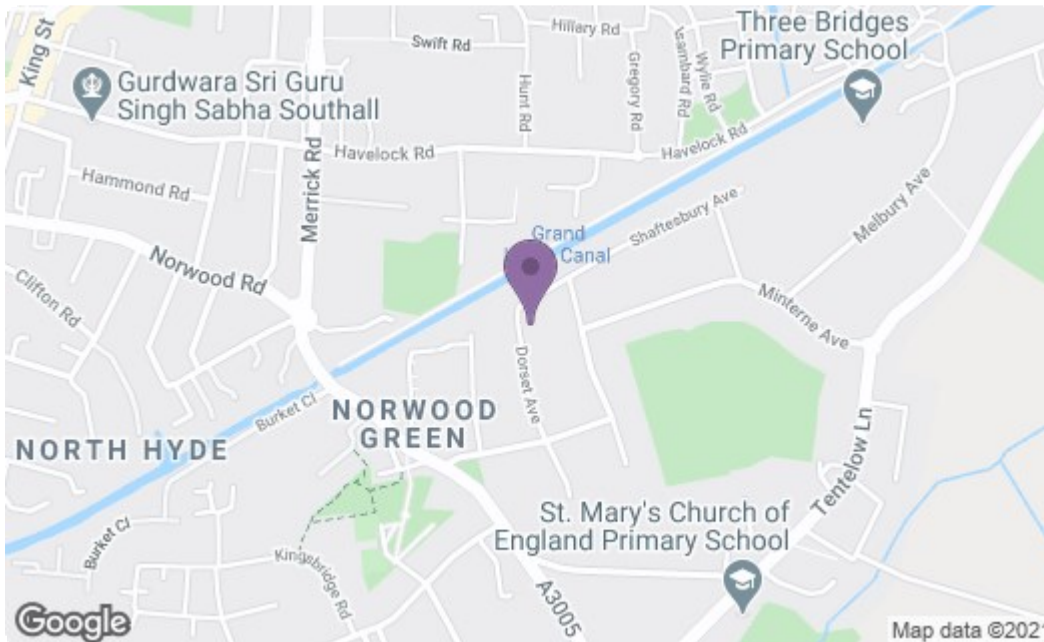 King St
Swift Rd
Hillary Rd
Three Bridges
Primary School
Gurdwara Sri Guru
Singh Sabha Southall
Hunt Rd
Gregory Rd
Wylie Rd
Havelock Rd
Havelock Rd
Hammond Rd
Merrick Rd
Norwood Rd
Clifton Rd
Grand
Canal
Shaftesbury Ave
Melbury Ave
Minterne Ave
Dorset Ave
Burket Cl
NORWOOD
GREEN
NORTH HYDE
Tentelow Ln
Burket Cl
Kingsbridge Rd
St. Mary's Church of
England Primary School
A3005
Google
Map data ©2021